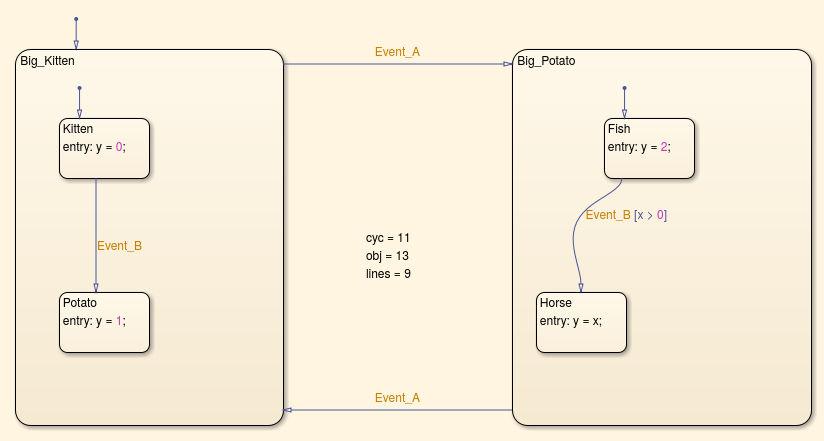 Event_A
Big_Kitten
Big_Potato
Kitten
entry: y = 0;
Fish
entry: y = 2;
Event_B [x > 0]
cyc = 11
Event_B
obj = 13
lines = 9
Potato
entry: y = 1;
Horse
entry: y = x;
Event_A